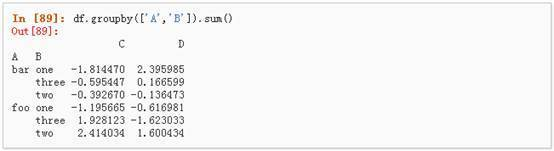 In [89]: df.groupby(['A','B']).sum()
Out[89]:
C D
A B
bar one -1.814470 2.395985
three -0.595447 0.166599
two -0.392670 -0.136473
foo one -1.195665 -0.616981
three 1.928123 -1.623033
two 2.414034 1.600434